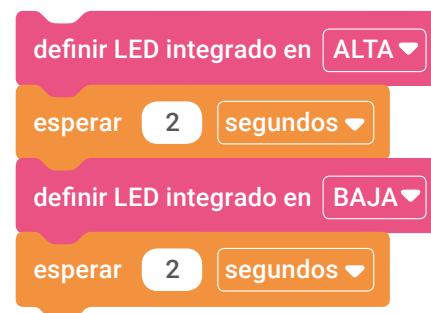 definir LED integrado en ALTA
esperar 2 segundos
definir LED integrado en BAJA
esperar 2 segundos